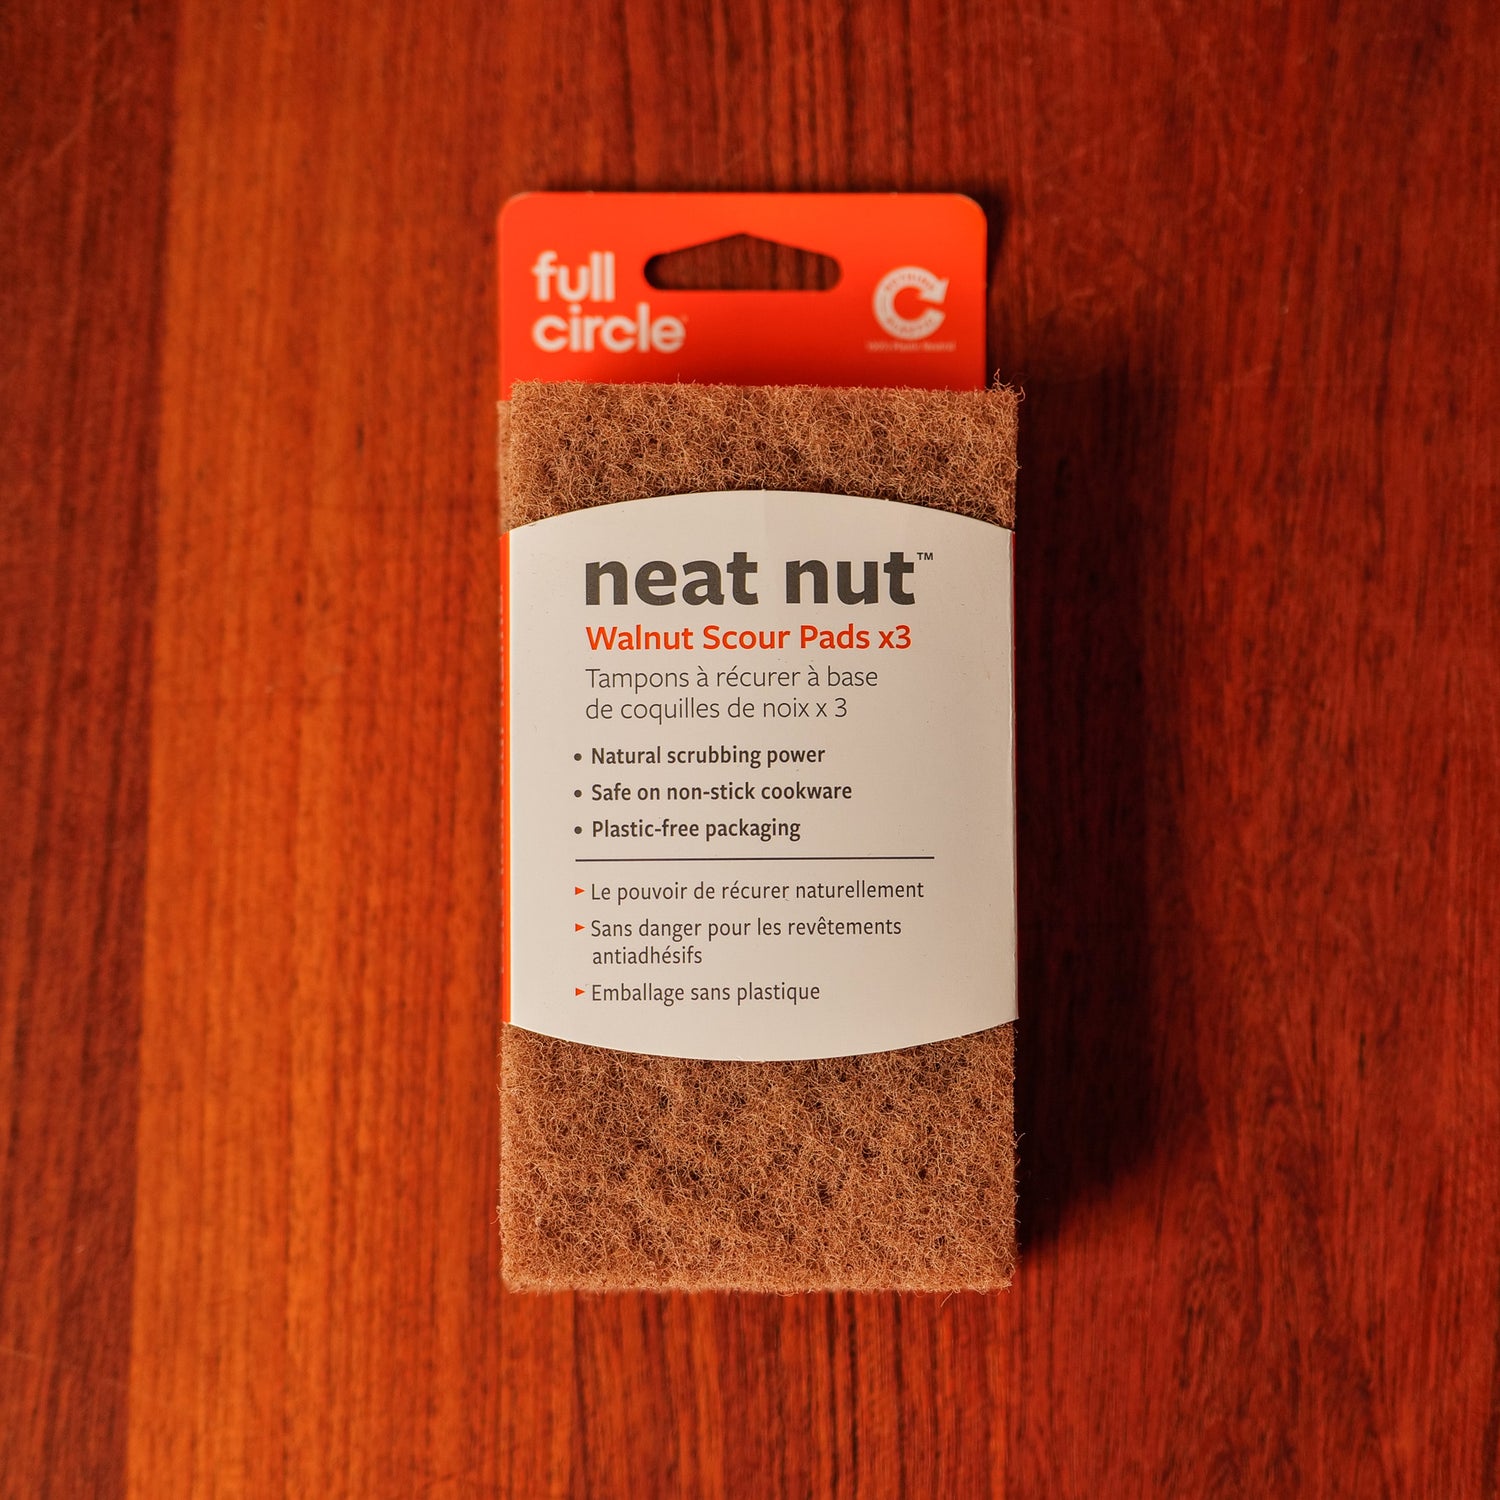 full
circle
neat nut™
Walnut Scour Pads x3
Tampons à récurer à base
de coquilles de noix x 3
• Natural scrubbing power
• Safe on non-stick cookware
• Plastic-free packaging
► Le pouvoir de récurer naturellement
► Sans danger pour les revêtements
antiadhésifs
► Emballage sans plastique